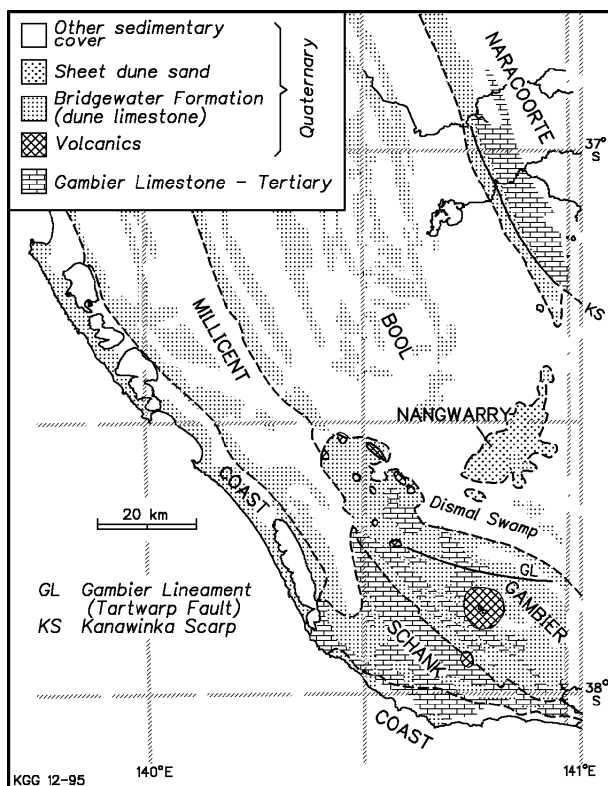 Other sedimentary
cover
Sheet dune sand
Bridgewater Formation
(dune limestone)
Volcanics
Quaternary
Gambier Limestone – Tertiary
NARACOORTE
37°
S
KS
MILLICENT
BOOL
NANGWARRY
COAST
Dismal Swamp
20 km
GL
GAMBIER
GL Gambier Lineament
(Tartwarp Fault)
KS Kanawinka Scarp
SCHANK
38°
S
COAST
KGG 12-95
140°E
141°E